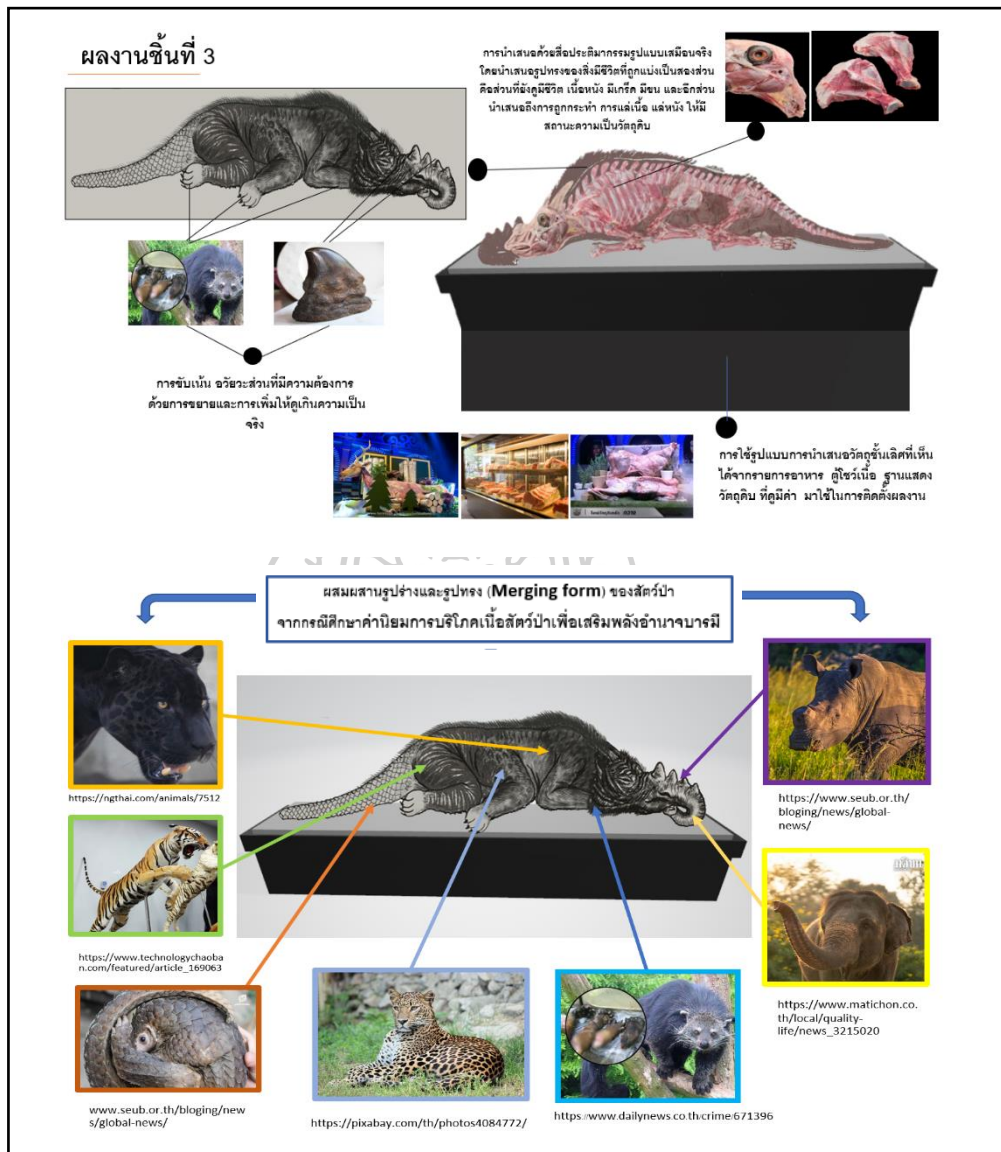 ผลงานชิ้นที่ 3
การนำเสนอด้วยสื่อประติมากรรมรูปแบบเสมือนจริง
โดยนำเสนอรูปทรงของสิ่งมีชีวิตที่ถูกแบ่งเป็นสองส่วน
คือส่วนที่ยังดูมีชีวิต เนื้อหนัง มีเกร็ด มีขน และอีกส่วน
นำเสนอถึงการถูกกระทำ การแล่เนื้อ แล่หนัง ให้มี
สถานะความเป็นวัตถุดิบ
การขับเน้น อวัยวะส่วนที่มีความต้องการ
ด้วยการขยายและการเพิ่มให้ดูเกินความเป็น
จริง
การใช้รูปแบบการนำเสนอวัตถุชั้นเลิศที่เห็น
ได้จากรายการอาหาร ตู้โชว์เนื้อ ฐานแสดง
วัตถุดิบ ที่ดูมีค่า มาใช้ในการติดตั้งผลงาน
ผสมผสานรูปร่างและรูปทรง (Merging form) ของสัตว์ป่า
จากกรณีศึกษาค่านิยมการบริโภคเนื้อสัตว์ป่าเพื่อเสริมพลังอำนาจบารมี
https://ngthai.com/animals/7512
https://www.seub.or.th/
bloging/news/global-
news/
https://www.technologychaoba
n.com/featured/article_169063
https://www.matichon.co.
th/local/quality-
life/news_3215020
www.seub.or.th/bloging/new
s/global-news/
https://pixabay.com/th/photos4084772/
https://www.dailynews.co.th/crime/671396